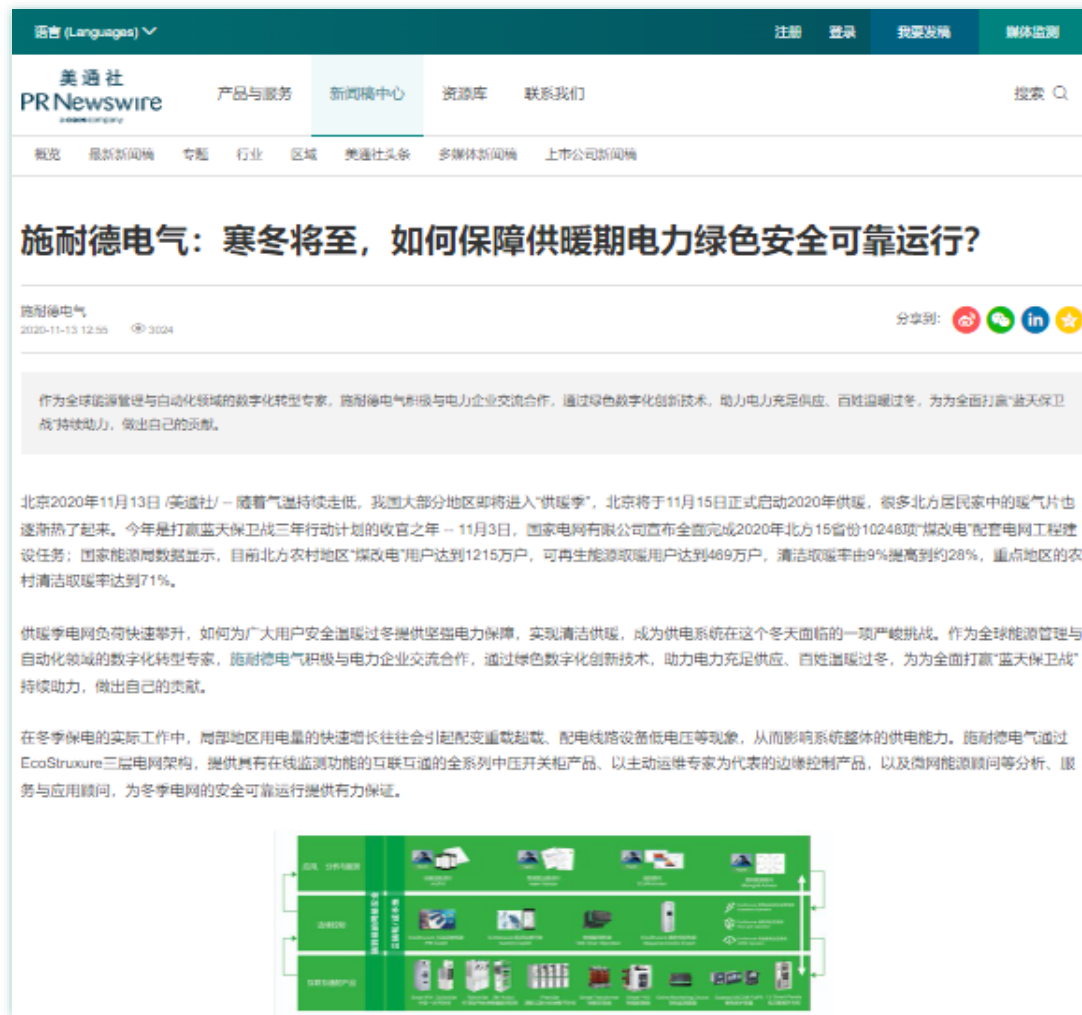 语言 (Languages)
注册 登录 我要发稿 媒体监测
美通社
PR Newswire
a company
产品与服务 新闻稿中心 资源库 联系我们
搜索
概览 最新新闻稿 专题 行业 区域 美通社头条 多媒体新闻稿 上市公司新闻稿
施耐德电气：寒冬将至，如何保障供暖期电力绿色安全可靠运行？
施耐德电气
2020-11-13 12:55 3024
分享到:
作为全球能源管理与自动化领域的数字化转型专家，施耐德电气积极与电力企业交流合作，通过绿色数字化创新技术，助力电力充足供应、百姓温暖过冬，为为全面打赢“蓝天保卫
战”持续助力，做出自己的贡献。
北京2020年11月13日 /美通社/ -- 随着气温持续走低，我国大部分地区即将进入“供暖季”，北京将于11月15日正式启动2020年供暖，很多北方居民家中的暖气片也
逐渐热了起来。今年是打赢蓝天保卫战三年行动计划的收官之年 -- 11月3日，国家电网有限公司宣布全面完成2020年北方15省份10248项“煤改电”配套电网工程建
设任务；国家能源局数据显示，目前北方农村地区“煤改电”用户达到1215万户，可再生能源取暖用户达到469万户，清洁取暖率由9%提高到约28%，重点地区的农
村清洁取暖率达到71%。
供暖季电网负荷快速攀升，如何为广大用户安全温暖过冬提供坚强电力保障，实现清洁供暖，成为供电系统在这个冬天面临的一项严峻挑战。作为全球能源管理与
自动化领域的数字化转型专家，施耐德电气积极与电力企业交流合作，通过绿色数字化创新技术，助力电力充足供应、百姓温暖过冬，为为全面打赢“蓝天保卫战”
持续助力，做出自己的贡献。
在冬季保电的实际工作中，局部地区用电量的快速增长往往会引起配变重载超载、配电线路设备低电压等现象，从而影响系统整体的供电能力。施耐德电气通过
EcoStruxure三层电网架构，提供具有在线监测功能的互联互通的全系列中压开关柜产品、以主动运维专家为代表的边缘控制产品，以及微网能源顾问等分析、服
务与应用顾问，为冬季电网的安全可靠运行提供有力保证。
应用、分析与服务
边缘控制
互联互通的产品